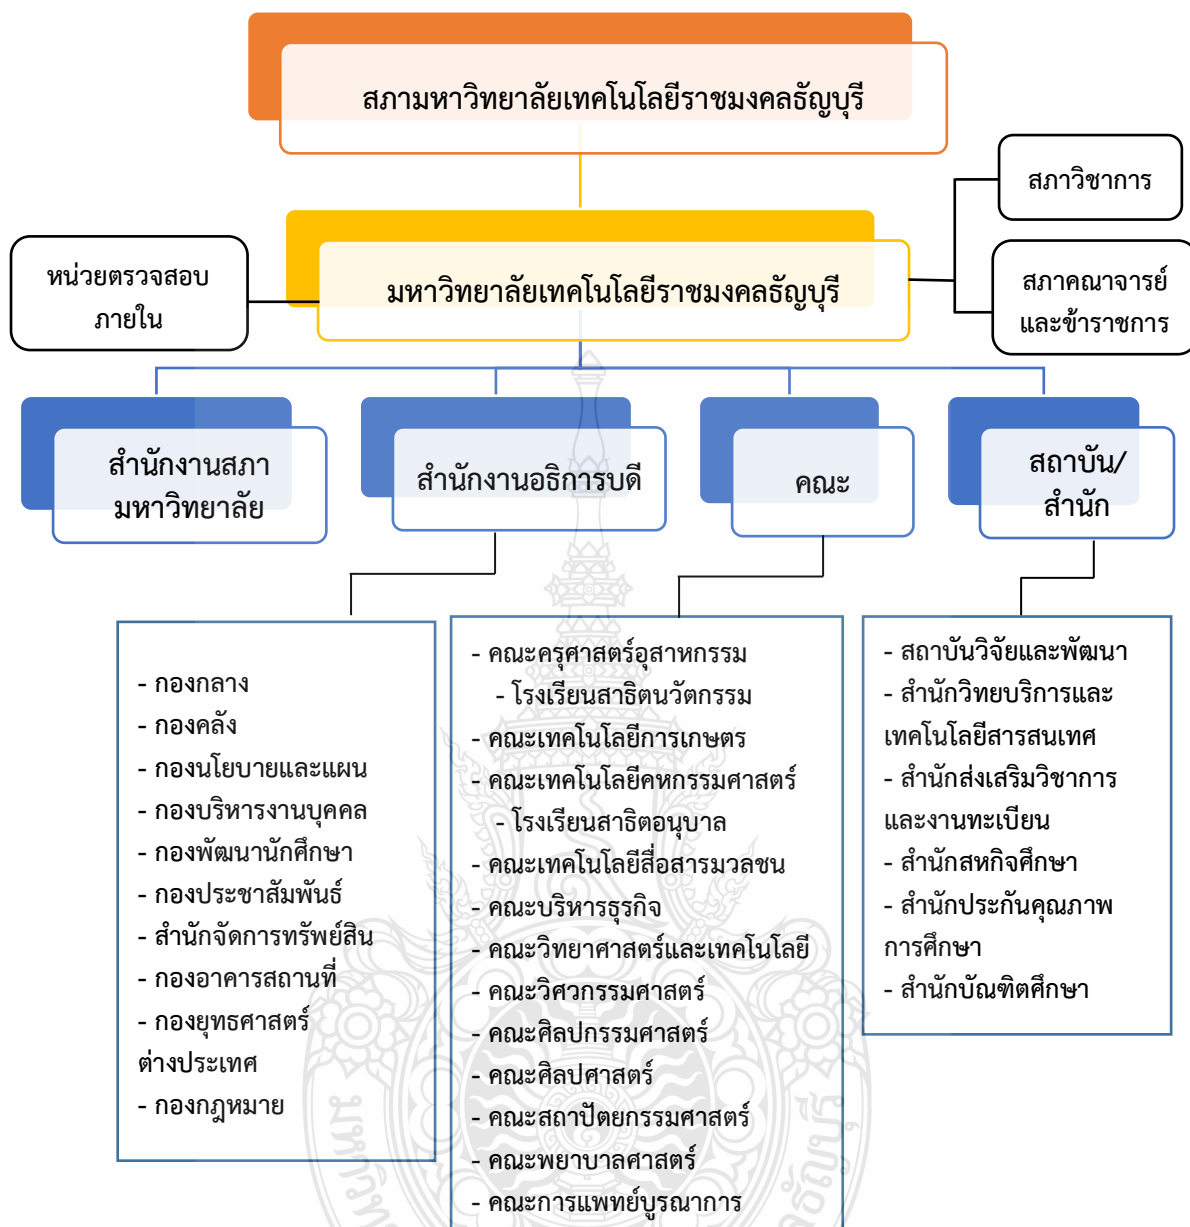 สภามหาวิทยาลัยเทคโนโลยีราชมงคลธัญบุรี
สภาวิชาการ
หน่วยตรวจสอบ
ภายใน
มหาวิทยาลัยเทคโนโลยีราชมงคลธัญบุรี
สภาคณาจารย์
และข้าราชการ
สำนักงานสภา
มหาวิทยาลัย
สำนักงานอธิการบดี
คณะ
สถาบัน/
สำนัก
- กองกลาง
- กองคลัง
- กองนโยบายและแผน
- กองบริหารงานบุคคล
- กองพัฒนานักศึกษา
- กองประชาสัมพันธ์
- สำนักจัดการทรัพย์สิน
- กองอาคารสถานที่
- กองยุทธศาสตร์
ต่างประเทศ
- กองกฎหมาย
- คณะครุศาสตร์อุสาหกรรม
- โรงเรียนสาธิตนวัตกรรม
- คณะเทคโนโลยีการเกษตร
- คณะเทคโนโลยีคหกรรมศาสตร์
- โรงเรียนสาธิตอนุบาล
- คณะเทคโนโลยีสื่อสารมวลชน
- คณะบริหารธุรกิจ
- คณะวิทยาศาสตร์และเทคโนโลยี
- คณะวิศวกรรมศาสตร์
- คณะศิลปกรรมศาสตร์
- คณะศิลปศาสตร์
- คณะสถาปัตยกรรมศาสตร์
- คณะพยาบาลศาสตร์
- คณะการแพทย์บูรณาการ
- สถาบันวิจัยและพัฒนา
- สำนักวิทยบริการและ
เทคโนโลยีสารสนเทศ
- สำนักส่งเสริมวิชาการ
และงานทะเบียน
- สำนักสหกิจศึกษา
- สำนักประกันคุณภาพ
การศึกษา
- สำนักบัณฑิตศึกษา